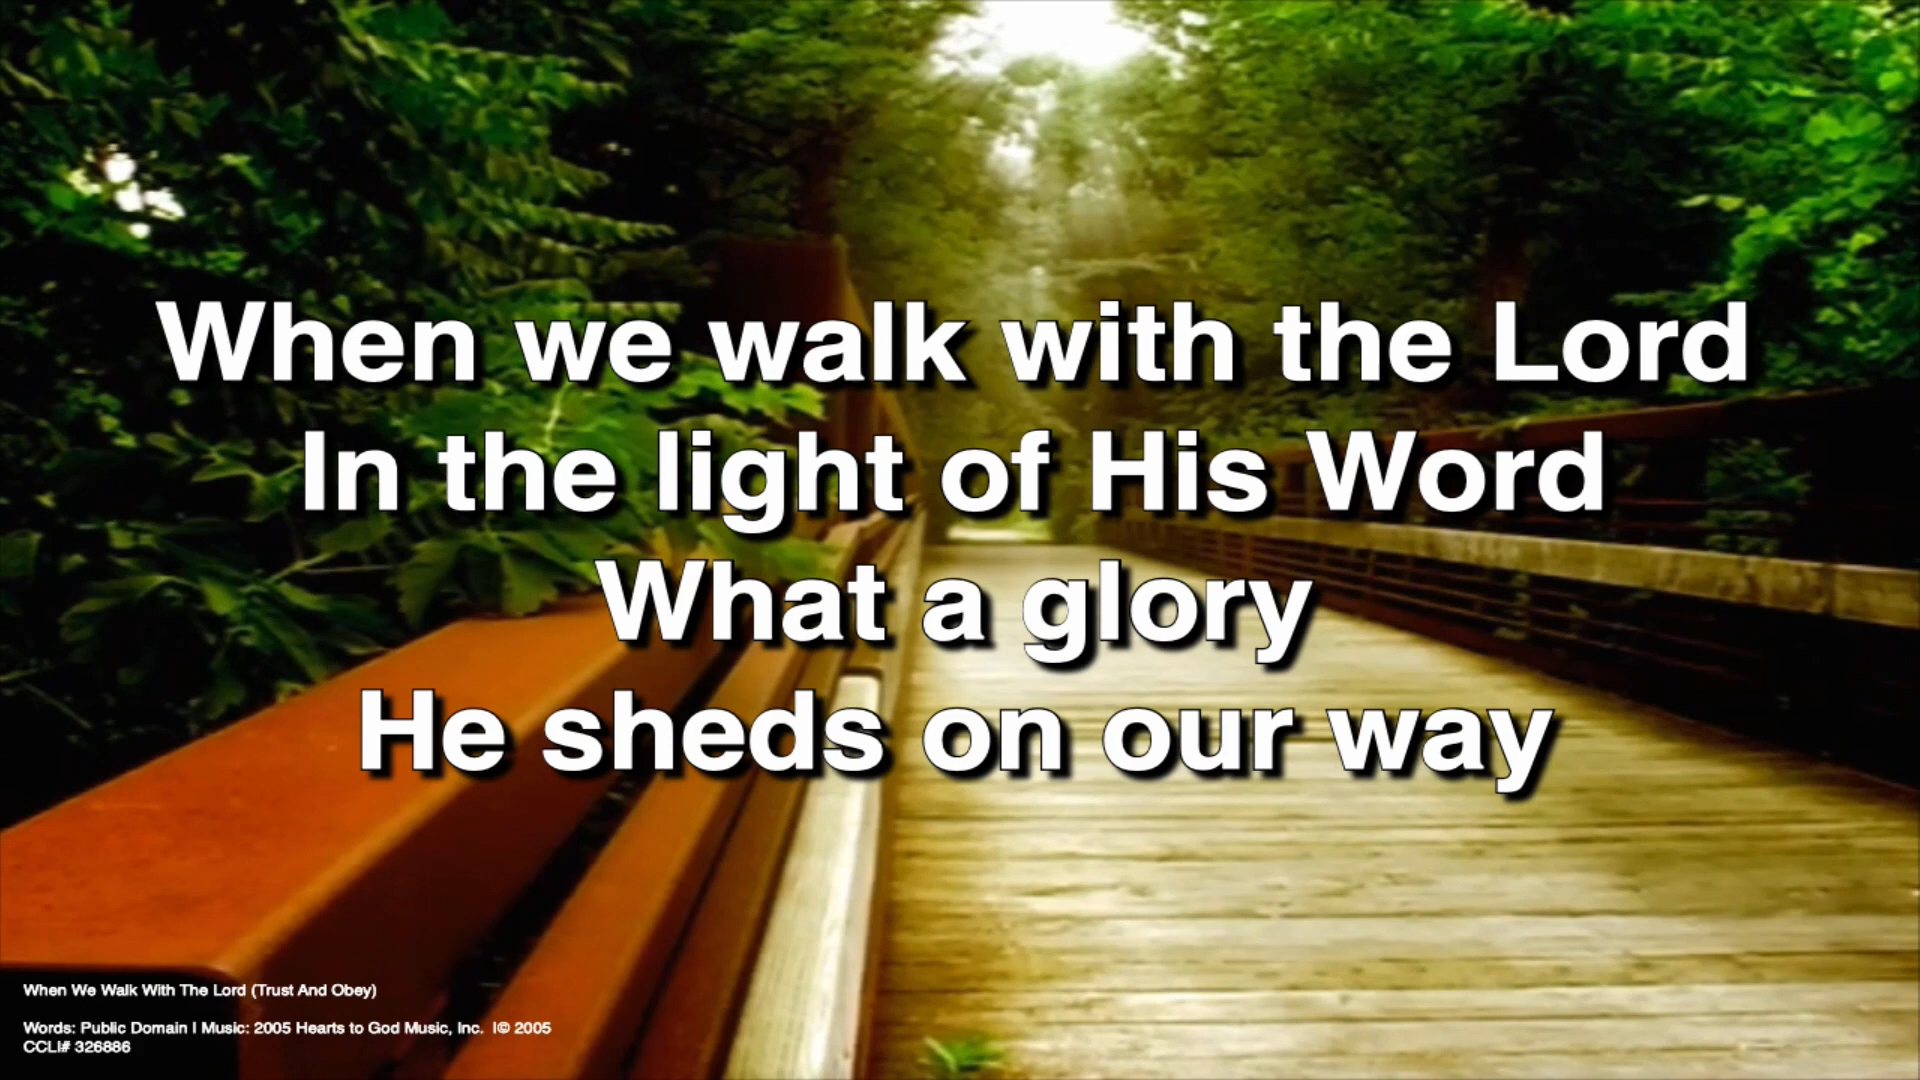 When we walk with the Lord
In the light of His Word
What a glory
He sheds on our way
When We Walk With The Lord (Trust And Obey)
Words: Public Domain | Music: 2005 Hearts to God Music, Inc. |© 2005
CCLI# 326886